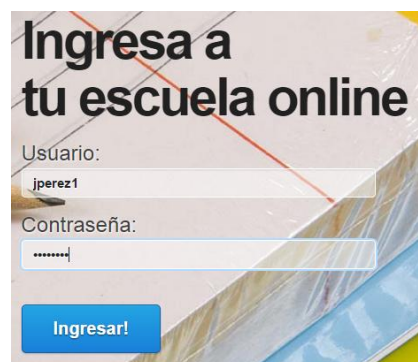 Ingresa a
tu escuela online
Usuario:
jperez1
Contraseña:
••••••••
Ingresar!